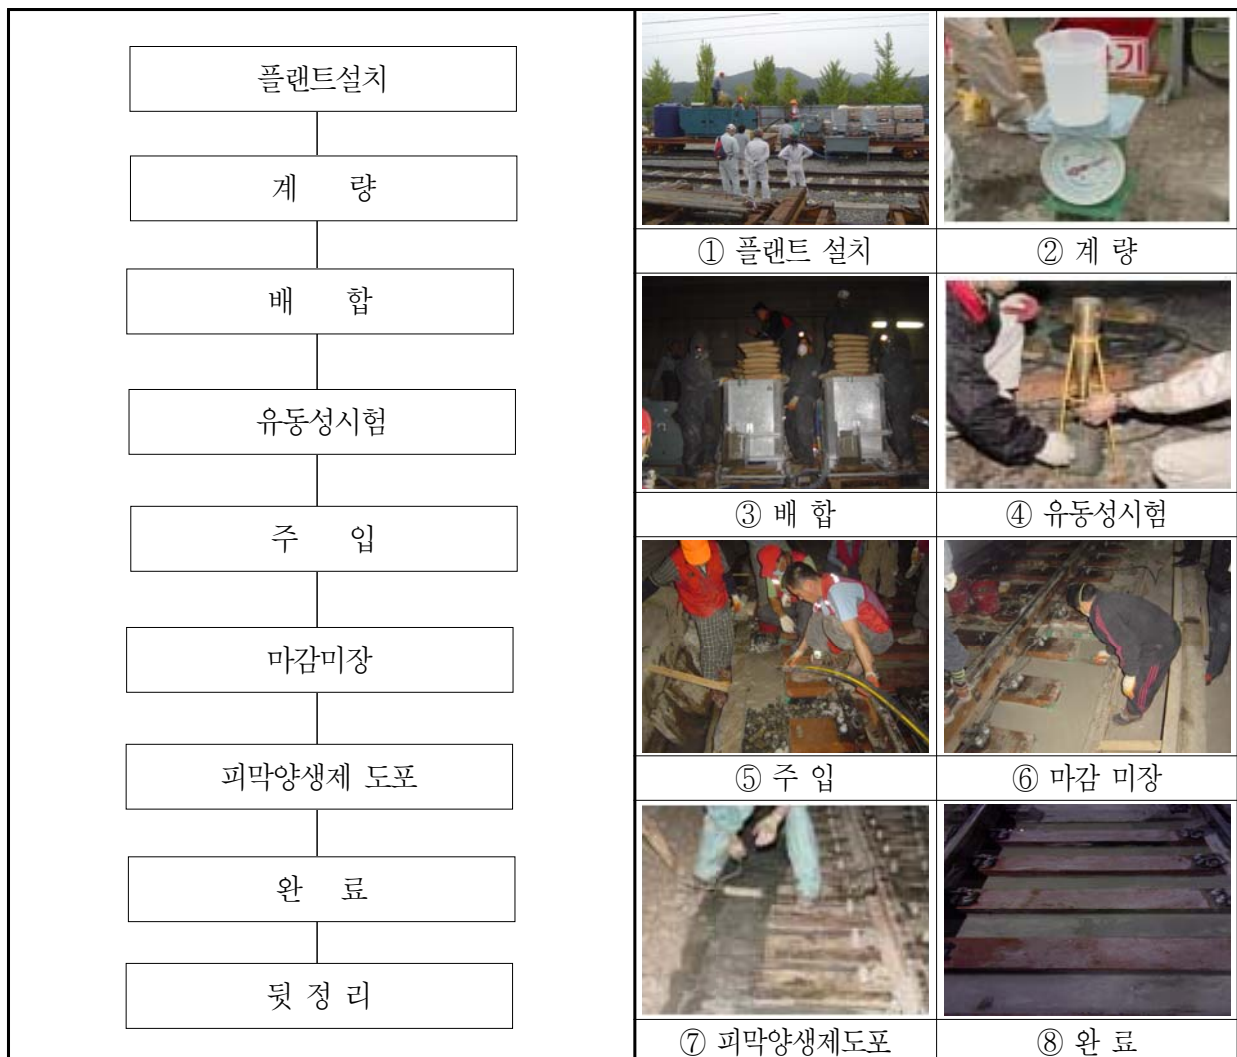 플랜트설치
계 량
배 합
유동성시험
주 입
마감미장
피막양생제 도포
완 료
뒷 정 리
① 플랜트 설치
② 계 량
③ 배 합
④ 유동성시험
⑤ 주 입
⑥ 마감 미장
⑦ 피막양생제도포
⑧ 완 료